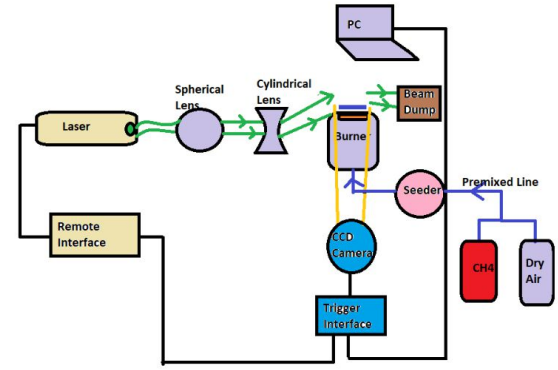 PC
Spherical
Lens
Cylindrical
Lens
Beam
Dump
Laser
Burner
Seeder
Premixed Line
Remote
Interface
CCD
Camera
CH4
Dry
Air
Trigger
Interface